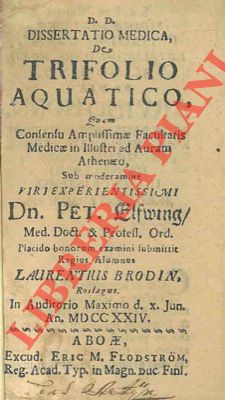 D. D.
DISSERTATIO MEDICA,
De
TRIFOLIO
AQUATICO,
Quam
Consensu Amplissimæ Facultatis
Medicæ in Illustri ad Auram
Athenæo,
Sub moderamine
VIRI EXPERIENTISSIMI
Dn. PET. Elfwing/
Med. Doct. & Profess. Ord.
Placido bonorum examini submittit
Regius Alumnus
LAURENTIUS BRODIN,
Roslagus.
In Auditorio Maximo d. x. Jun.
An. MDCCXXIV.
ABOÆ,
Excud. ERIC M. FLODSTRÖM,
Reg. Acad. Typ. in Magn. Duc Finl.
LIBRERIA PIANI